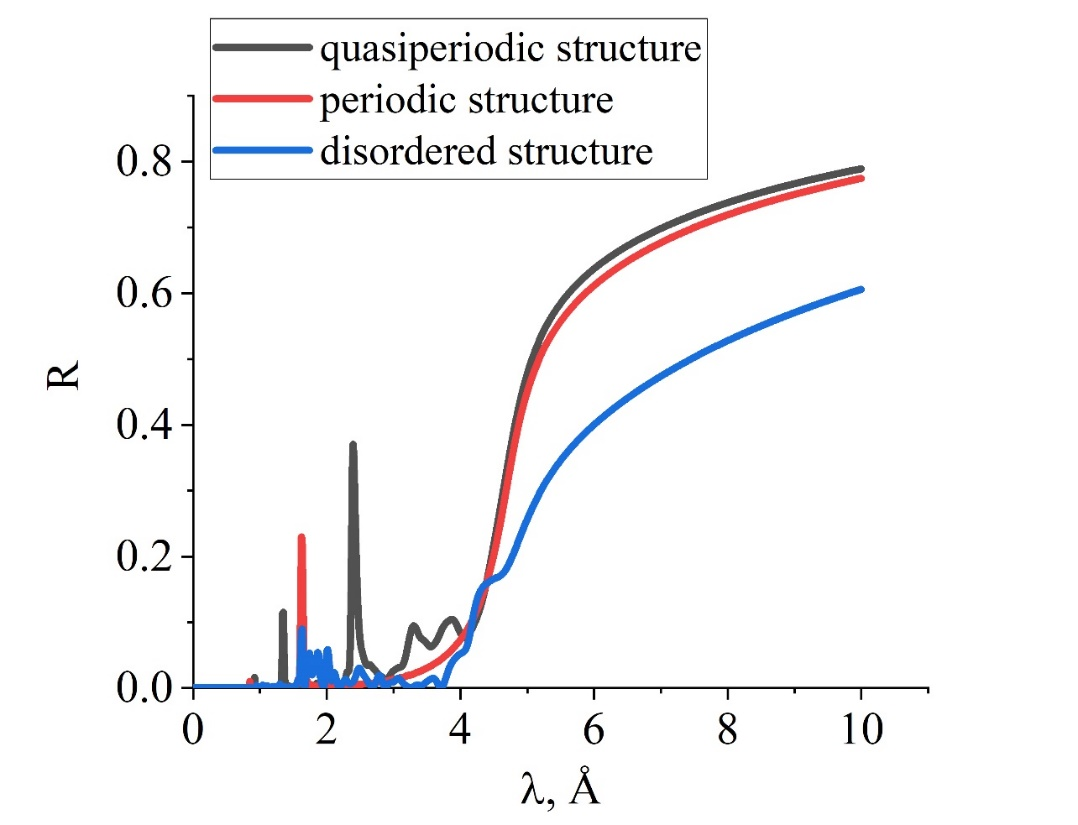 quasiperiodic structure
periodic structure
disordered structure
0.8
0.6
R
0.4
0.2
0.0
0 2 4 6 8 10
λ, Å